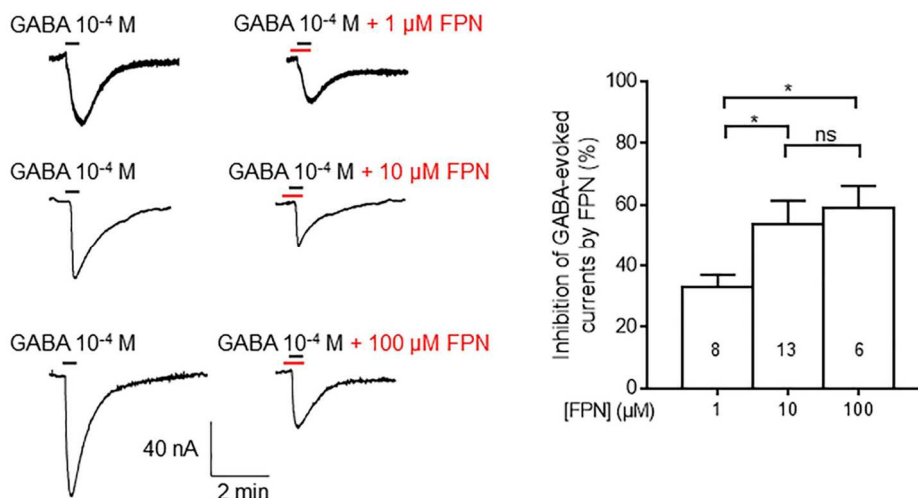 GABA 10⁻⁴ M
GABA 10⁻⁴ M + 1 µM FPN
GABA 10⁻⁴ M
GABA 10⁻⁴ M + 10 µM FPN
GABA 10⁻⁴ M
GABA 10⁻⁴ M + 100 µM FPN
40 nA
2 min
Inhibition of GABA-evoked
currents by FPN (%)
100
80
60
40
20
0
*
*
ns
8 13 6
[FPN] (µM) 1 10 100